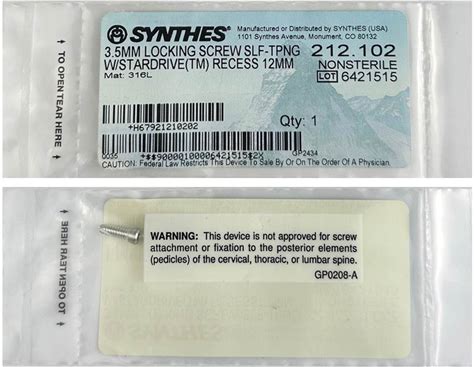 SYNTHES®
Manufactured or Distributed by SYNTHES (USA)
1101 Synthes Avenue, Monument, CO 80132
3.5MM LOCKING SCREW SLF-TPNG 212.102
W/STARDRIVE(TM) RECESS 12MM NONSTERILE
Mat: 316L LOT 6421515
*H67921210202 Qty: 1
0035 GP2434
*$$90000100006421515$2X
CAUTION: Federal Law Restricts This Device To Sale By Or On The Order Of A Physician.
TO OPEN TEAR HERE
WARNING: This device is not approved for screw
attachment or fixation to the posterior elements
(pedicles) of the cervical, thoracic, or lumbar spine.
GP0208-A
TO OPEN TEAR HERE
SYNTHES